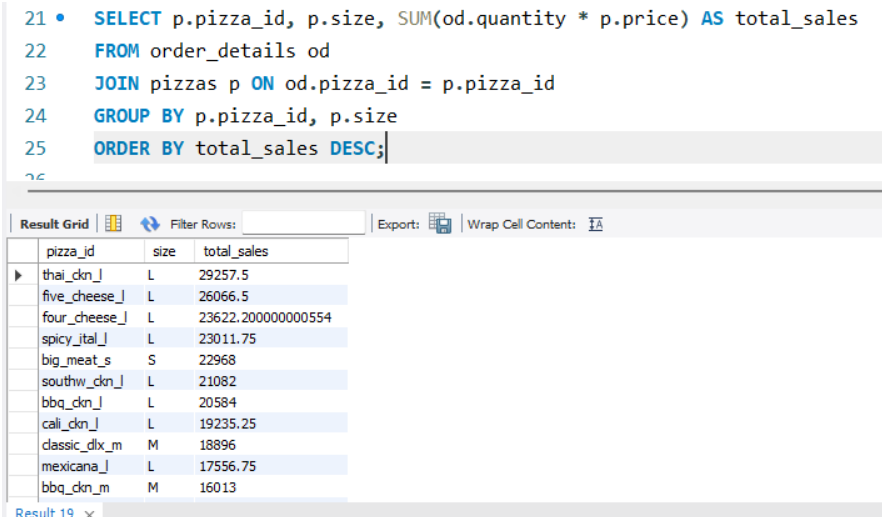 21 SELECT p.pizza_id, p.size, SUM(od.quantity * p.price) AS total_sales
22 FROM order_details od
23 JOIN pizzas p ON od.pizza_id = p.pizza_id
24 GROUP BY p.pizza_id, p.size
25 ORDER BY total_sales DESC;
26
Result Grid Filter Rows: Export: Wrap Cell Content: IA
pizza_id size total_sales
thai_ckn_l L 29257.5
five_cheese_l L 26066.5
four_cheese_l L 23622.200000000554
spicy_ital_l L 23011.75
big_meat_s S 22968
southw_ckn_l L 21082
bbq_ckn_l L 20584
cali_ckn_l L 19235.25
classic_dlx_m M 18896
mexicana_l L 17556.75
bbq_ckn_m M 16013
Result 19 ×